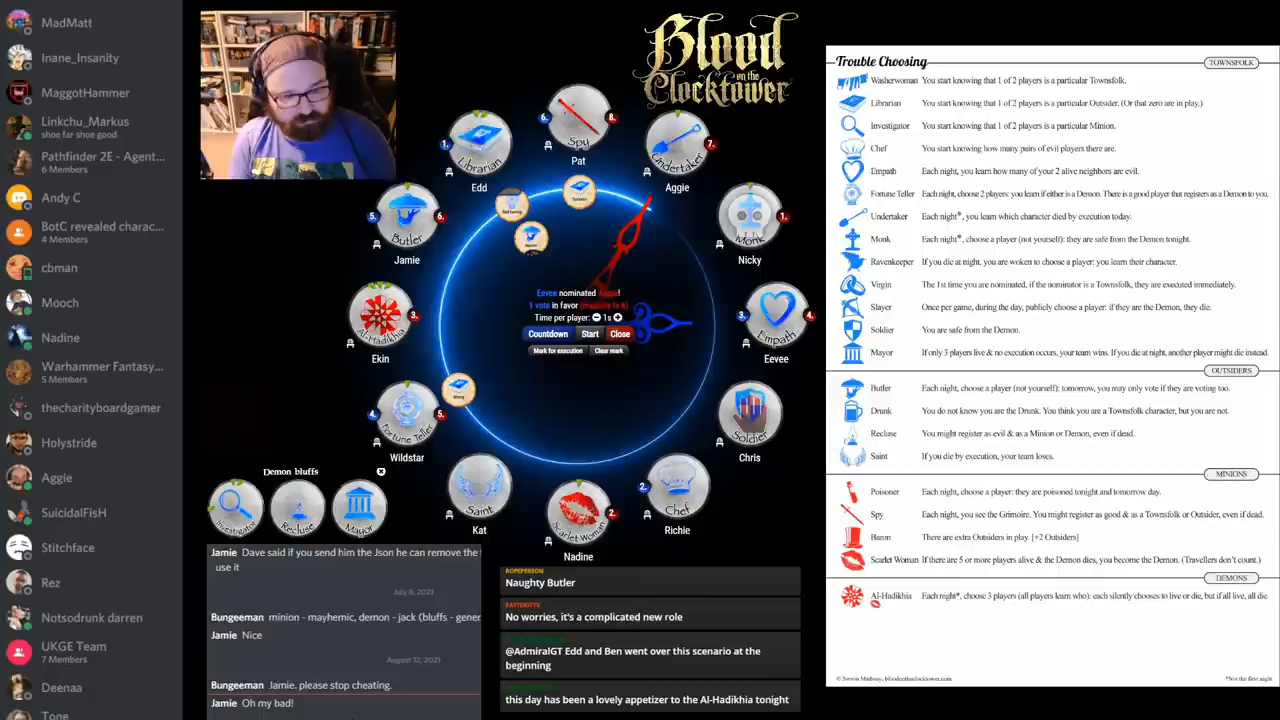 MadMatt
Inane_Insanity
MaggotHammer
Linkchu_Markus
shoe far shoe good
Pathfinder 2E - Agent...
6 Members
Andy C
BotC revealed charac...
4 Members
cbman
Mooch
Nadine
Warhammer Fantasy...
5 Members
thecharityboardgamer
Holystride
Aggie
SuicidalFisH
Stitchface
Rez
Notsodrunk darren
UKGE Team
7 Members
Deenaa
Tone
Blood
on the
Clocktower
1.
Librarian
Edd
6.
Spy
8.
Pat
Undertaker
7.
Aggie
Monk
1.
Nicky
3.
Empath
4.
Eevee
Soldier
Chris
2.
Chef
Richie
Scarlet Woman
2.
Nadine
Saint
Kat
4.
Fortune Teller
5.
Wildstar
Al-Hadikhia
3.
Ekin
5.
Butler
6.
Jamie
Wrong
Eevee nominated Aggie!
1 vote in favor (majority is 6)
Time per player: 1s
Countdown
Start
Close
Mark for execution
Clear mark
Demon bluffs
Investigator
Recluse
Mayor
Jamie Dave said if you send him the Json he can remove the
use it
July 8, 2021
Bungeeman minion - mayhemic, demon - jack (bluffs - gener
Jamie Nice
August 17, 2021
Bungeeman Jamie. please stop cheating.
Jamie Oh my bad!
ROPEPERSON
Naughty Butler
No worries, it's a complicated new role
@AdmiralGT Edd and Ben went over this scenario at the
beginning
this day has been a lovely appetizer to the Al-Hadikhia tonight
Trouble Choosing
TOWNSFOLK
Washerwoman You start knowing that 1 of 2 players is a particular Townsfolk.
Librarian You start knowing that 1 of 2 players is a particular Outsider. (Or that zero are in play.)
Investigator You start knowing that 1 of 2 players is a particular Minion.
Chef You start knowing how many pairs of evil players there are.
Empath Each night, you learn how many of your 2 alive neighbors are evil.
Fortune Teller Each night, choose 2 players: you learn if either is a Demon. There is a good player that registers as a Demon to you.
Undertaker Each night*, you learn which character died by execution today.
Monk Each night*, choose a player (not yourself): they are safe from the Demon tonight.
Ravenkeeper If you die at night, you are woken to choose a player: you learn their character.
Virgin The 1st time you are nominated, if the nominator is a Townsfolk, they are executed immediately.
Slayer Once per game, during the day, publicly choose a player: if they are the Demon, they die.
Soldier You are safe from the Demon.
Mayor If only 3 players live & no execution occurs, your team wins. If you die at night, another player might die instead.
OUTSIDERS
Butler Each night, choose a player (not yourself): tomorrow, you may only vote if they are voting too.
Drunk You do not know you are the Drunk. You think you are a Townsfolk character, but you are not.
Recluse You might register as evil & as a Minion or Demon, even if dead.
Saint If you die by execution, your team loses.
MINIONS
Poisoner Each night, choose a player: they are poisoned tonight and tomorrow day.
Spy Each night, you see the Grimoire. You might register as good & as a Townsfolk or Outsider, even if dead.
Baron There are extra Outsiders in play. [+2 Outsiders]
Scarlet Woman If there are 5 or more players alive & the Demon dies, you become the Demon. (Travellers don't count.)
DEMONS
Al-Hadikhia Each night*, choose 3 players (all players learn who): each silently chooses to live or die, but if all live, all die.
© Steven Medway, bloodontheclocktower.com
*Not the first night